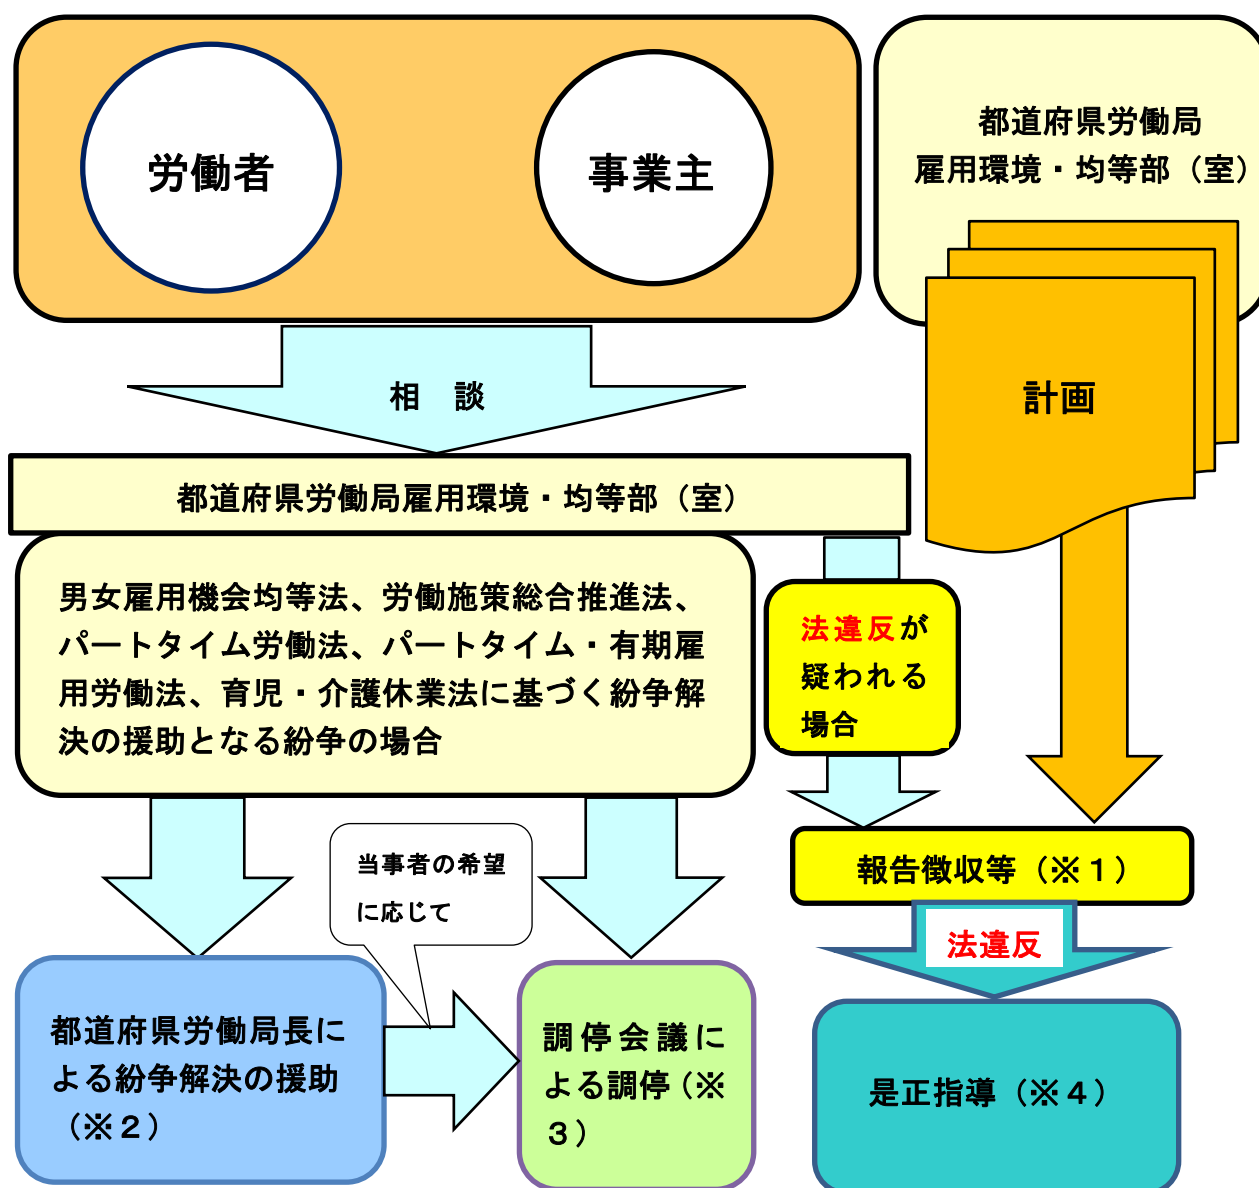 労働者
事業主
都道府県労働局
雇用環境・均等部（室）
計画
相　談
都道府県労働局雇用環境・均等部（室）
男女雇用機会均等法、労働施策総合推進法、
パートタイム労働法、パートタイム・有期雇
用労働法、育児・介護休業法に基づく紛争解
決の援助となる紛争の場合
法違反が
疑われる
場合
当事者の希望
に応じて
報告徴収等（※１）
法違反
都道府県労働局長に
よる紛争解決の援助
（※２）
調停会議に
よる調停（※
３）
是正指導（※４）